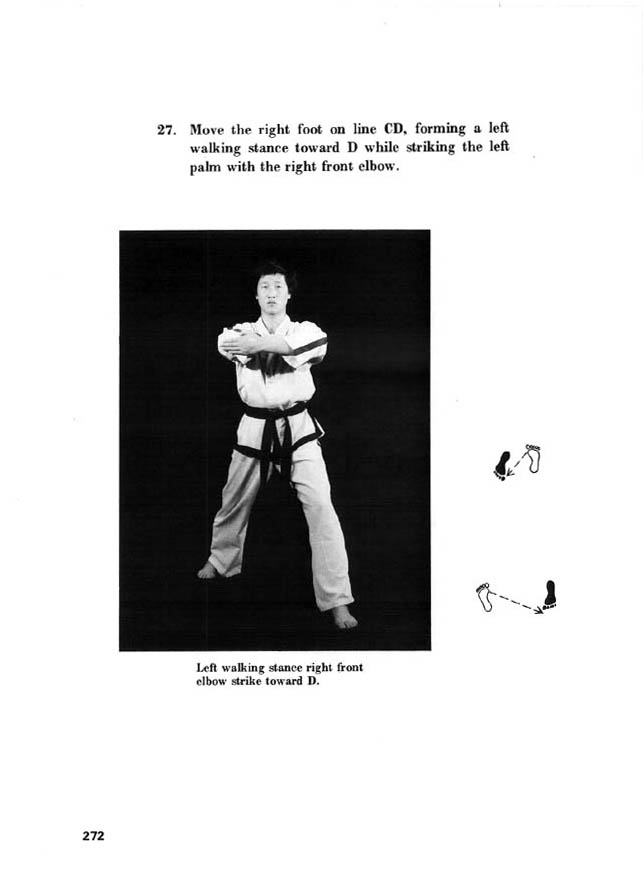 27. Move the right foot on line CD, forming a left
walking stance toward D while striking the left
palm with the right front elbow.
Left walking stance right front
elbow strike toward D.
272